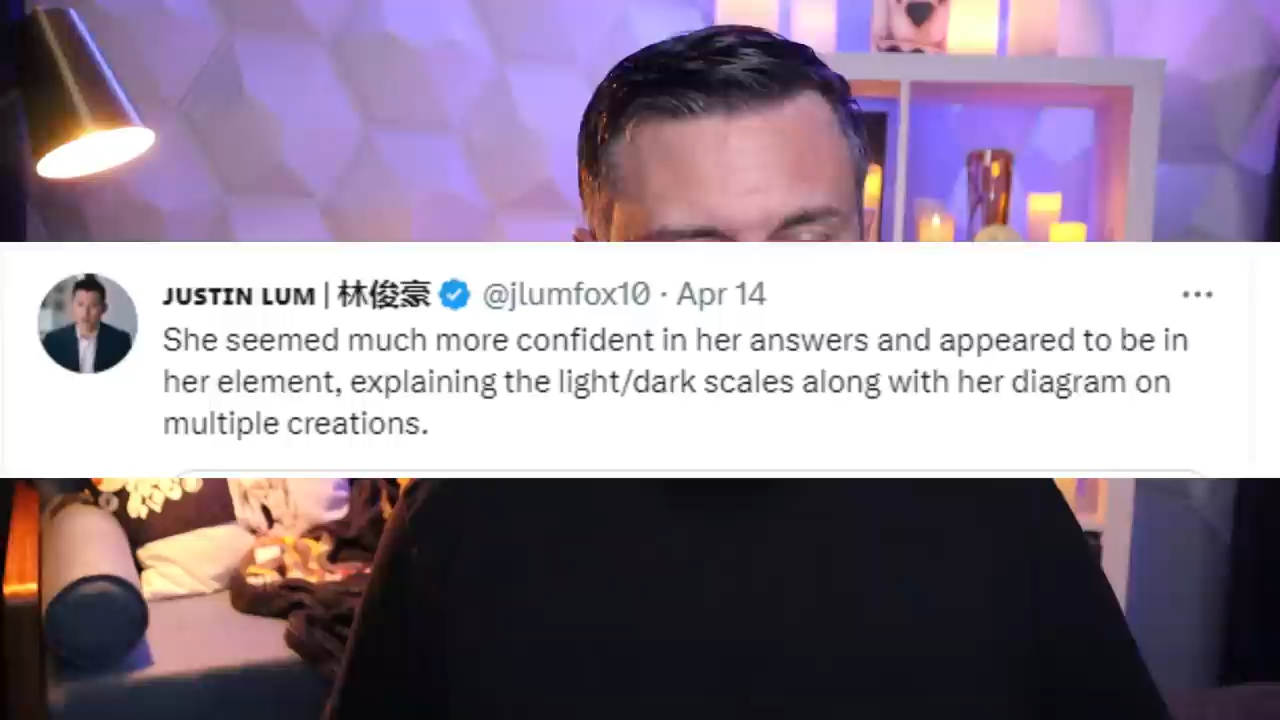 JUSTIN LUM | 林俊豪 @jlumfox10 · Apr 14
She seemed much more confident in her answers and appeared to be in
her element, explaining the light/dark scales along with her diagram on
multiple creations.